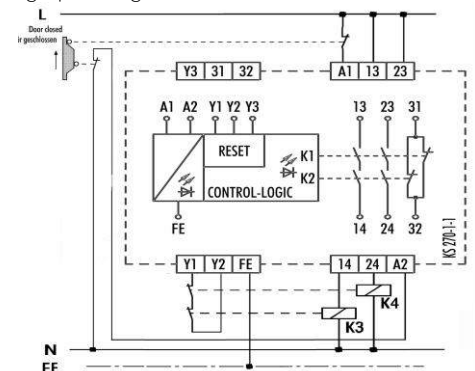 L
Door closed
ir geschlossen
Y3 31 32
A1 13 23
A1 A2 Y1 Y2 Y3
13 23 31
RESET
K1
K2
CONTROL-LOGIC
FE
14 24 32
KS 270-1-1
Y1 Y2 FE
14 24 A2
K4
K3
N